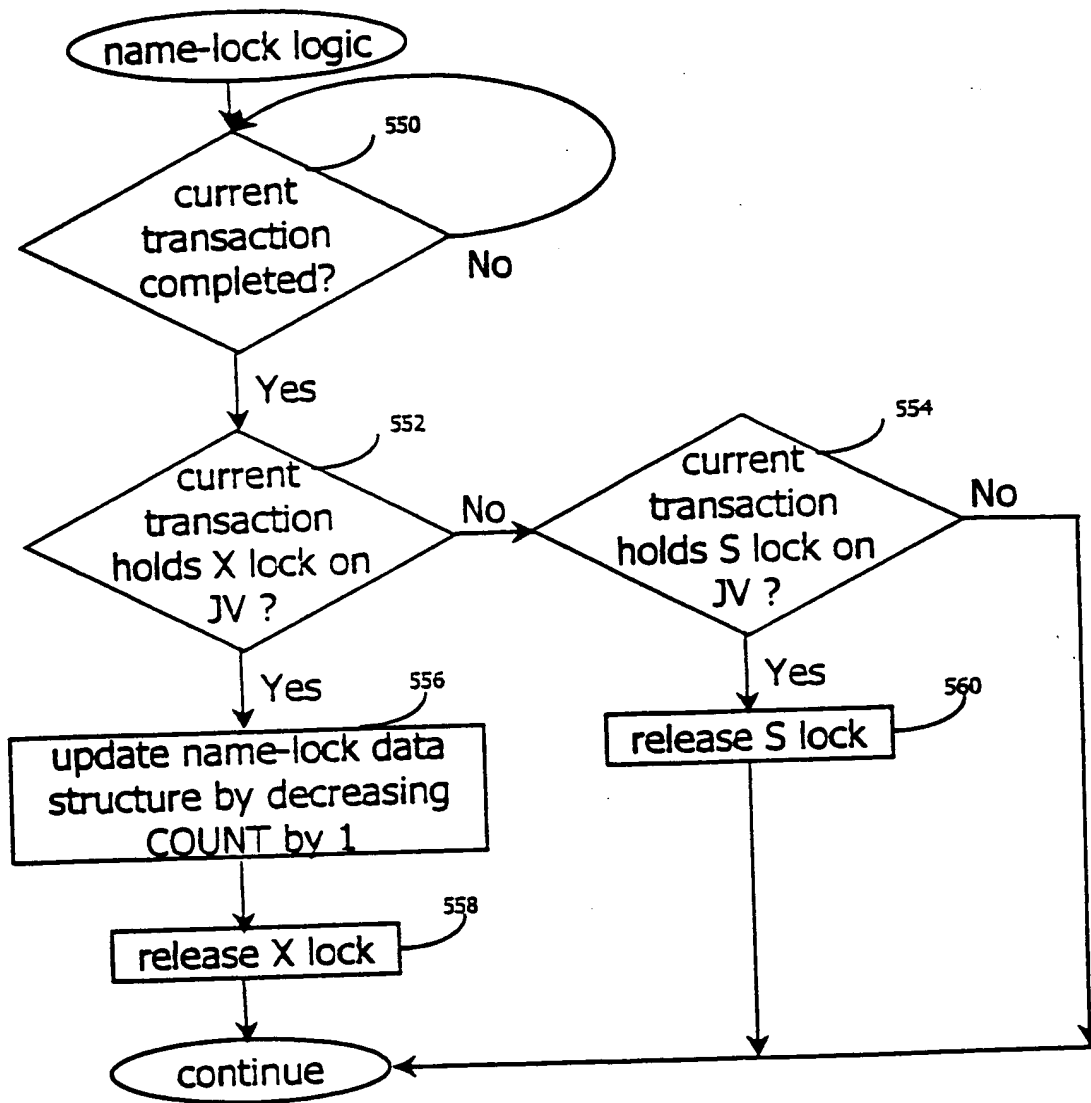 name-lock logic
550
current
transaction
completed?
No
Yes
552
current
transaction
holds X lock on
JV ?
No
554
current
transaction
holds S lock on
JV ?
No
Yes
556
update name-lock data
structure by decreasing
COUNT by 1
Yes
560
release S lock
558
release X lock
continue